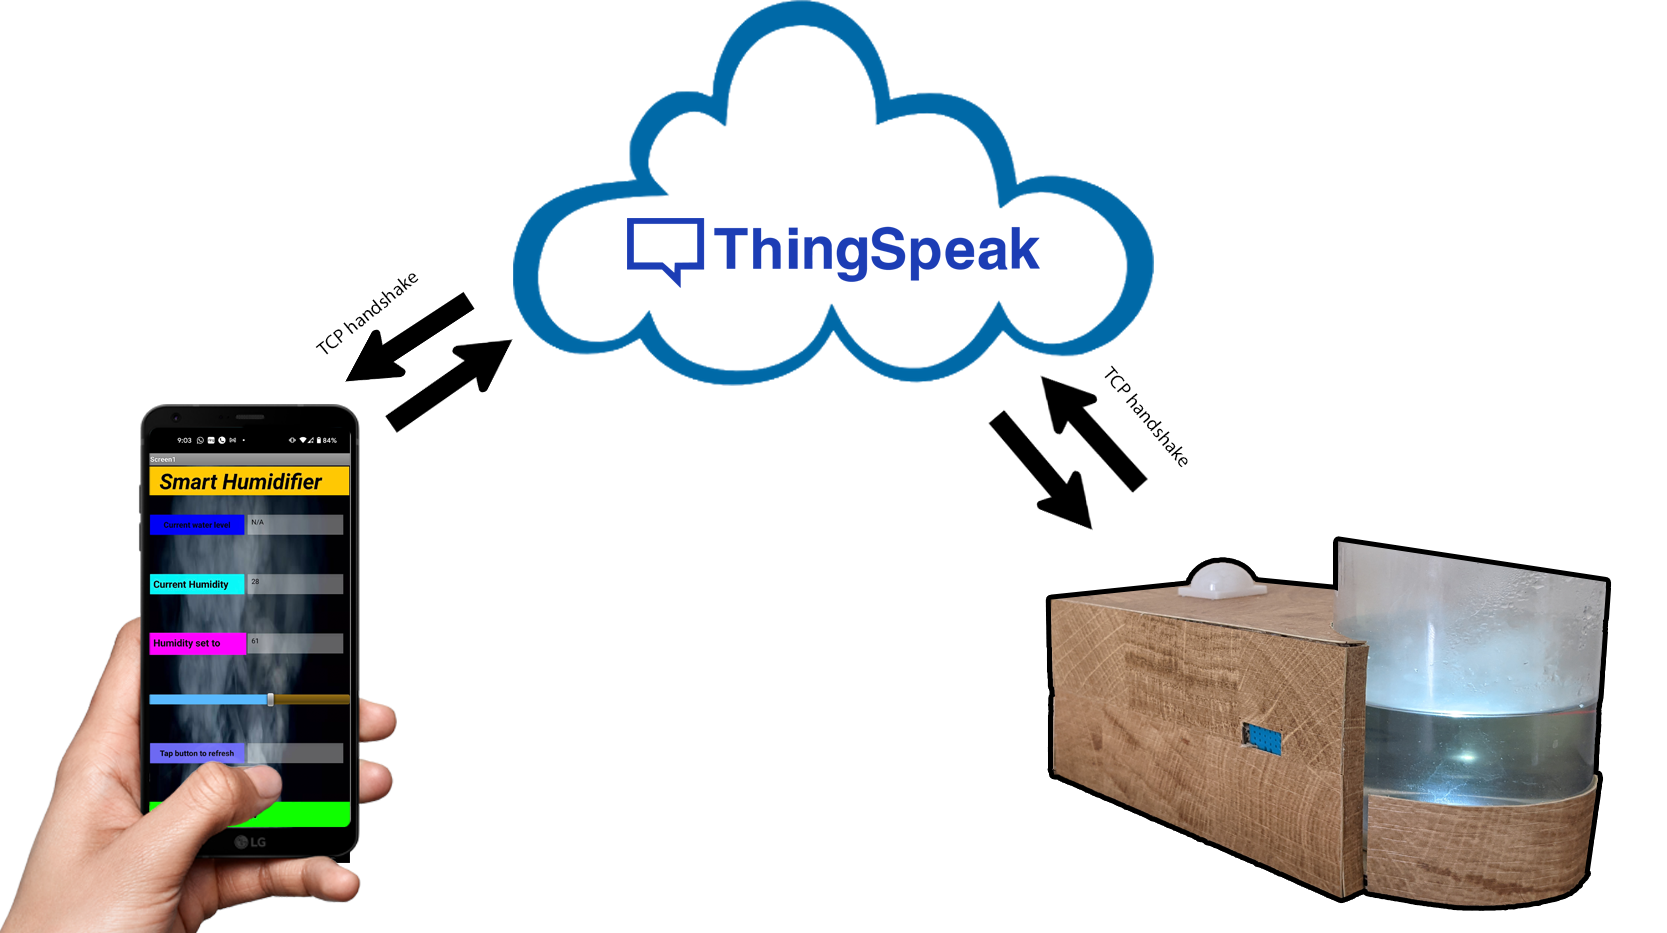 ThingSpeak
TCP handshake
TCP handshake
9:03
84%
Screen1
Smart Humidifier
Current water level
N/A
Current Humidity
28
Humidity set to
61
Tap button to refresh
LG